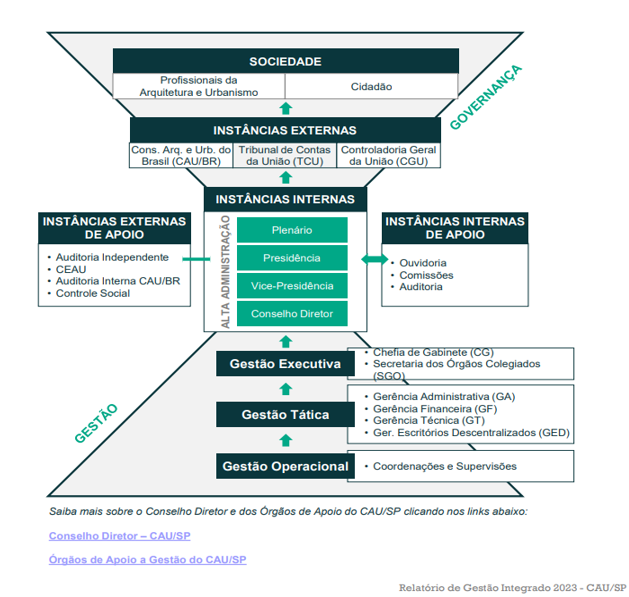 SOCIEDADE
Profissionais da
Arquitetura e Urbanismo
Cidadão
GOVERNANÇA
INSTÂNCIAS EXTERNAS
Cons. Arq. e Urb. do
Brasil (CAU/BR)
Tribunal de Contas
da União (TCU)
Controladoria Geral
da União (CGU)
INSTÂNCIAS INTERNAS
ALTA ADMINISTRAÇÃO
Plenário
Presidência
Vice-Presidência
Conselho Diretor
INSTÂNCIAS EXTERNAS
DE APOIO
• Auditoria Independente
• CEAU
• Auditoria Interna CAU/BR
• Controle Social
INSTÂNCIAS INTERNAS
DE APOIO
• Ouvidoria
• Comissões
• Auditoria
GESTÃO
Gestão Executiva
• Chefia de Gabinete (CG)
• Secretaria dos Órgãos Colegiados
(SGO)
Gestão Tática
• Gerência Administrativa (GA)
• Gerência Financeira (GF)
• Gerência Técnica (GT)
• Ger. Escritórios Descentralizados (GED)
Gestão Operacional
• Coordenações e Supervisões
Saiba mais sobre o Conselho Diretor e dos Órgãos de Apoio do CAU/SP clicando nos links abaixo:
Conselho Diretor – CAU/SP
Órgãos de Apoio a Gestão do CAU/SP
Relatório de Gestão Integrado 2023 - CAU/SP